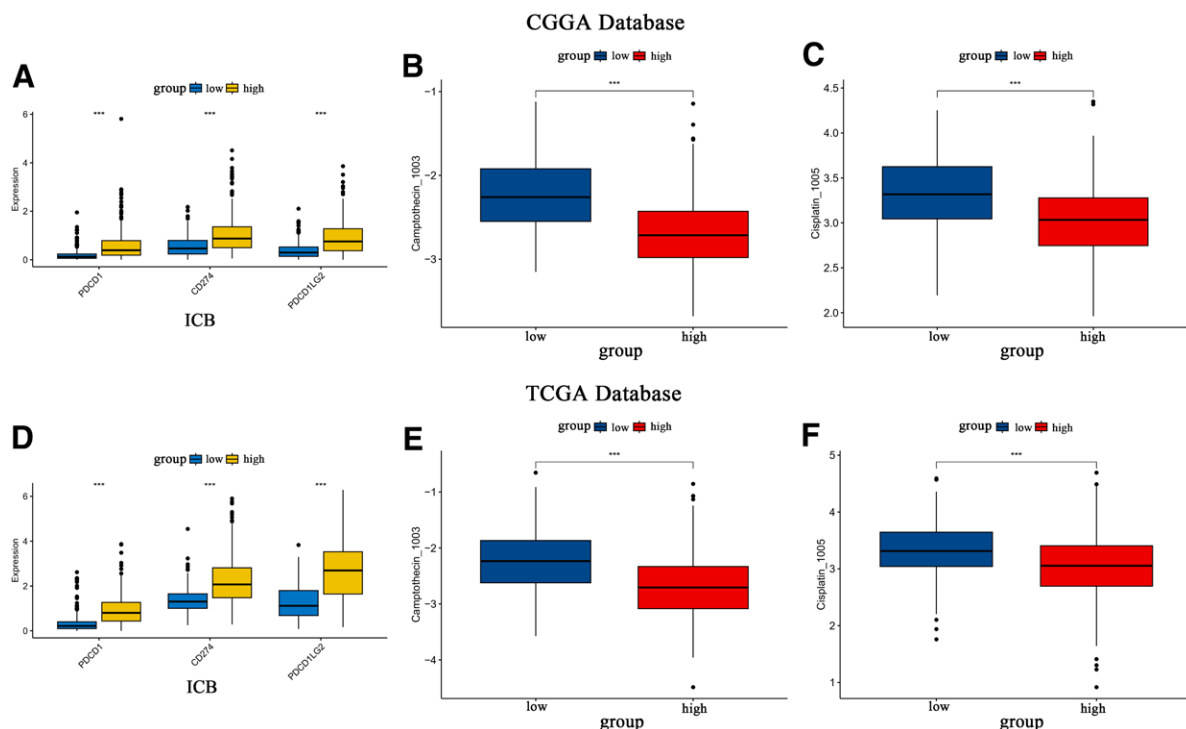 CGGA Database
A
group low high
***
***
***
6
4
2
0
Expression
PDCD1
CD274
PDCD1LG2
ICB
B
group low high
***
-1
-2
-3
Camptothecin_1003
low
high
group
C
group low high
***
4.5
4.0
3.5
3.0
2.5
2.0
Cisplatin_1005
low
high
group
TCGA Database
D
group low high
***
***
***
6
4
2
0
Expression
PDCD1
CD274
PDCD1LG2
ICB
E
group low high
***
-1
-2
-3
-4
Camptothecin_1003
low
high
group
F
group low high
***
5
4
3
2
1
Cisplatin_1005
low
high
group